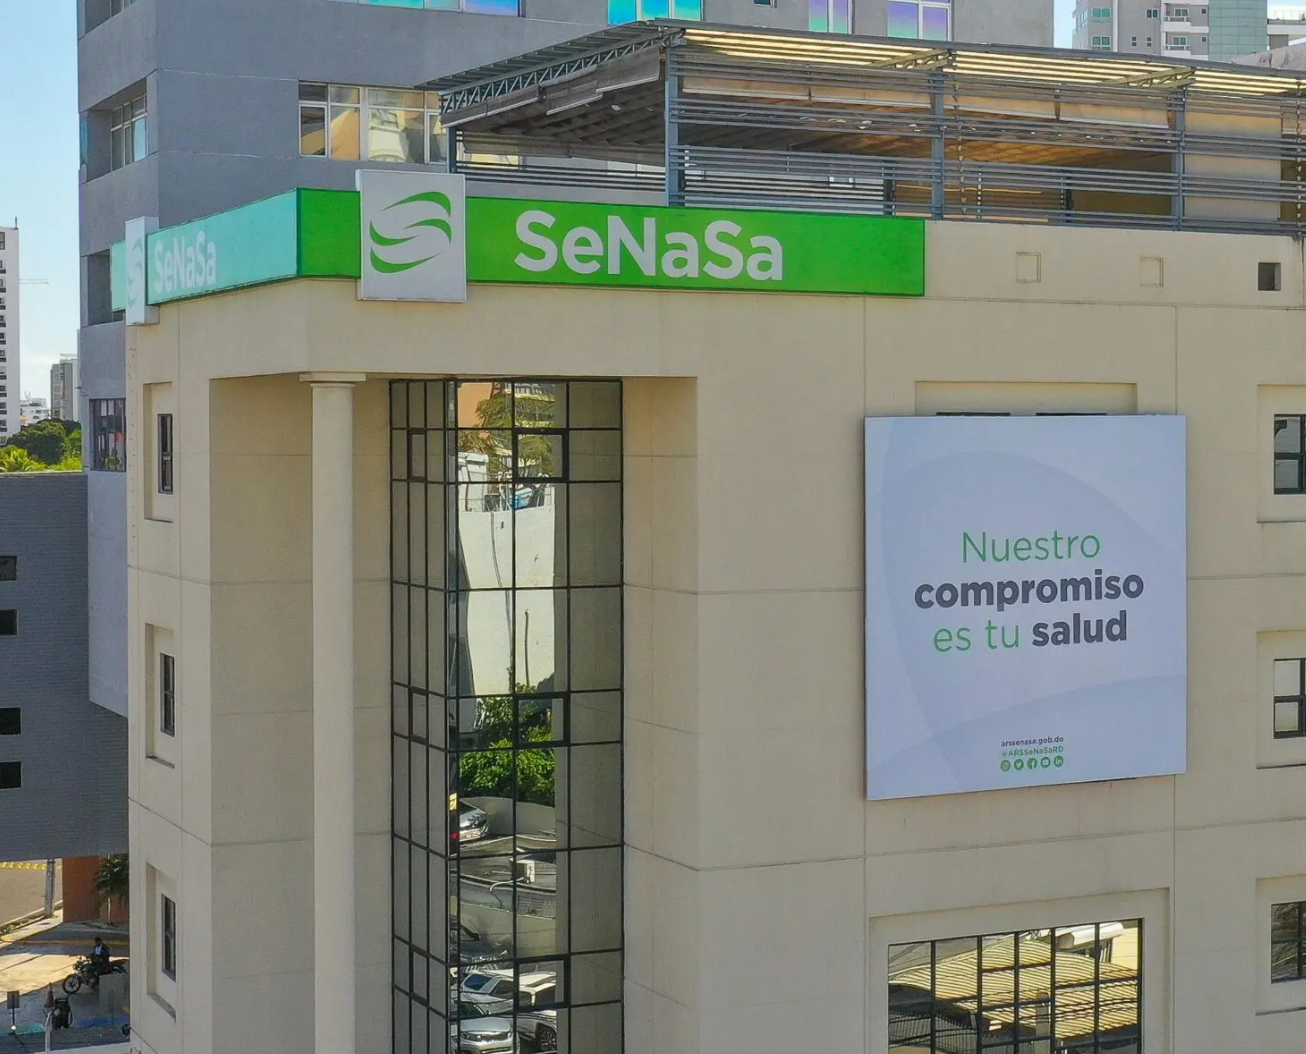 SeNaSa
SeNaSa
Nuestro
compromiso
es tu salud
arssenasa.gob.do
@ARSSeNaSaRD